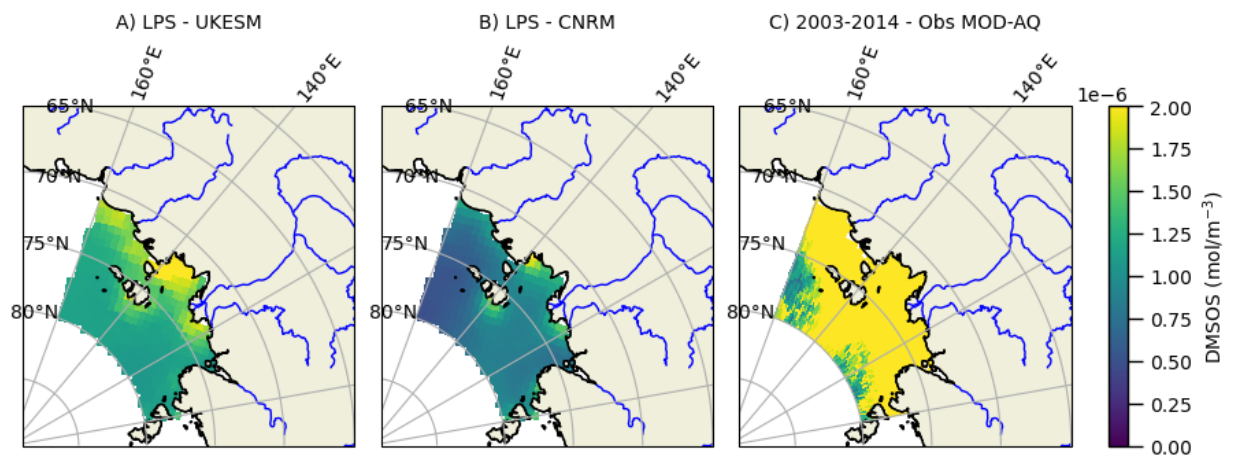 A) LPS - UKESM
B) LPS - CNRM
C) 2003-2014 - Obs MOD-AQ
160°E
140°E
160°E
140°E
160°E
140°E
1e−6
65°N
70°N
75°N
80°N
65°N
70°N
75°N
80°N
65°N
70°N
75°N
80°N
2.00
1.75
1.50
1.25
1.00
0.75
0.50
0.25
0.00
DMSOS (mol/m⁻³)